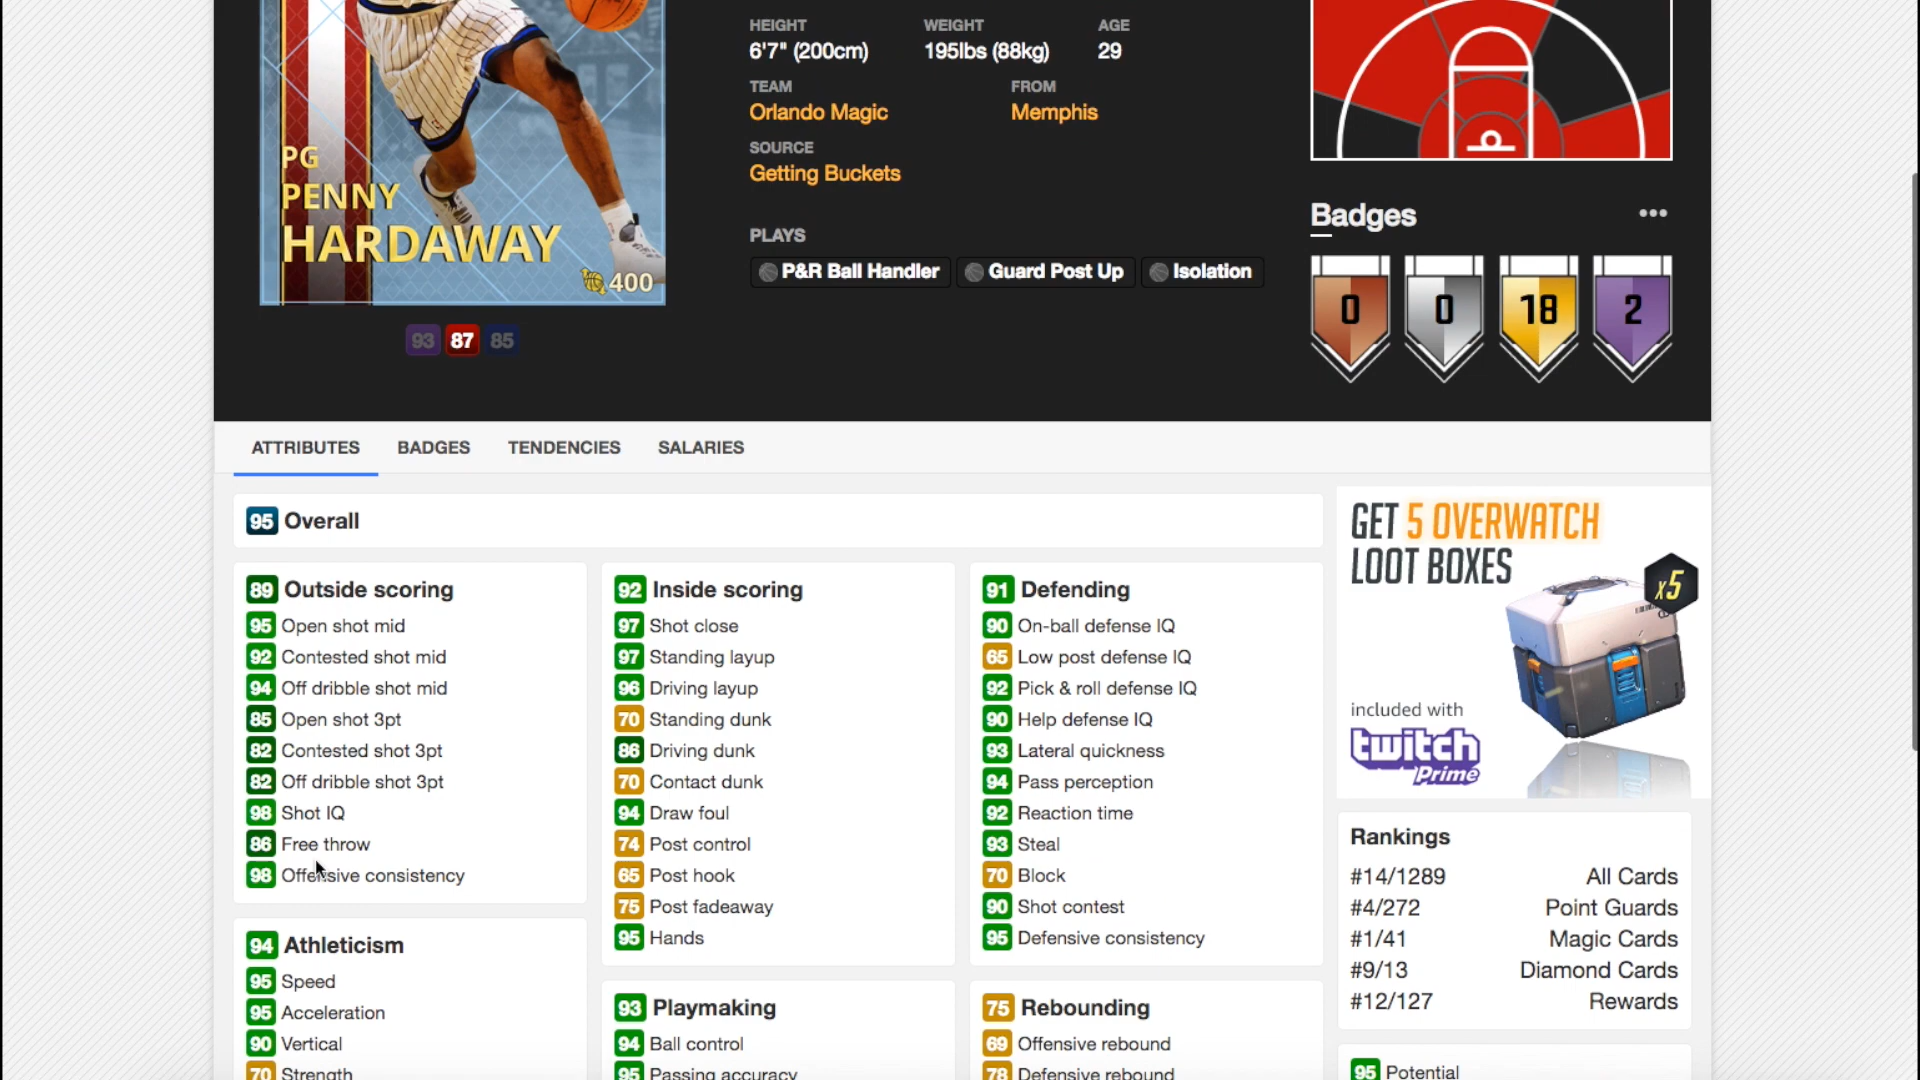 HEIGHT WEIGHT AGE
6'7" (200cm) 195lbs (88kg) 29
TEAM FROM
Orlando Magic Memphis
SOURCE
Getting Buckets
PLAYS
P&R Ball Handler Guard Post Up Isolation
PG
PENNY
HARDAWAY
400
93 87 85
Badges
0 0 18 2
ATTRIBUTES BADGES TENDENCIES SALARIES
95 Overall
89 Outside scoring
95 Open shot mid
92 Contested shot mid
94 Off dribble shot mid
85 Open shot 3pt
82 Contested shot 3pt
82 Off dribble shot 3pt
98 Shot IQ
86 Free throw
98 Offensive consistency
94 Athleticism
95 Speed
95 Acceleration
90 Vertical
70 Strength
92 Inside scoring
97 Shot close
97 Standing layup
96 Driving layup
70 Standing dunk
86 Driving dunk
70 Contact dunk
94 Draw foul
74 Post control
65 Post hook
75 Post fadeaway
95 Hands
93 Playmaking
94 Ball control
95 Passing accuracy
91 Defending
90 On-ball defense IQ
65 Low post defense IQ
92 Pick & roll defense IQ
90 Help defense IQ
93 Lateral quickness
94 Pass perception
92 Reaction time
93 Steal
70 Block
90 Shot contest
95 Defensive consistency
75 Rebounding
69 Offensive rebound
78 Defensive rebound
GET 5 OVERWATCH
LOOT BOXES
x5
included with
twitch
Prime
Rankings
#14/1289 All Cards
#4/272 Point Guards
#1/41 Magic Cards
#9/13 Diamond Cards
#12/127 Rewards
95 Potential